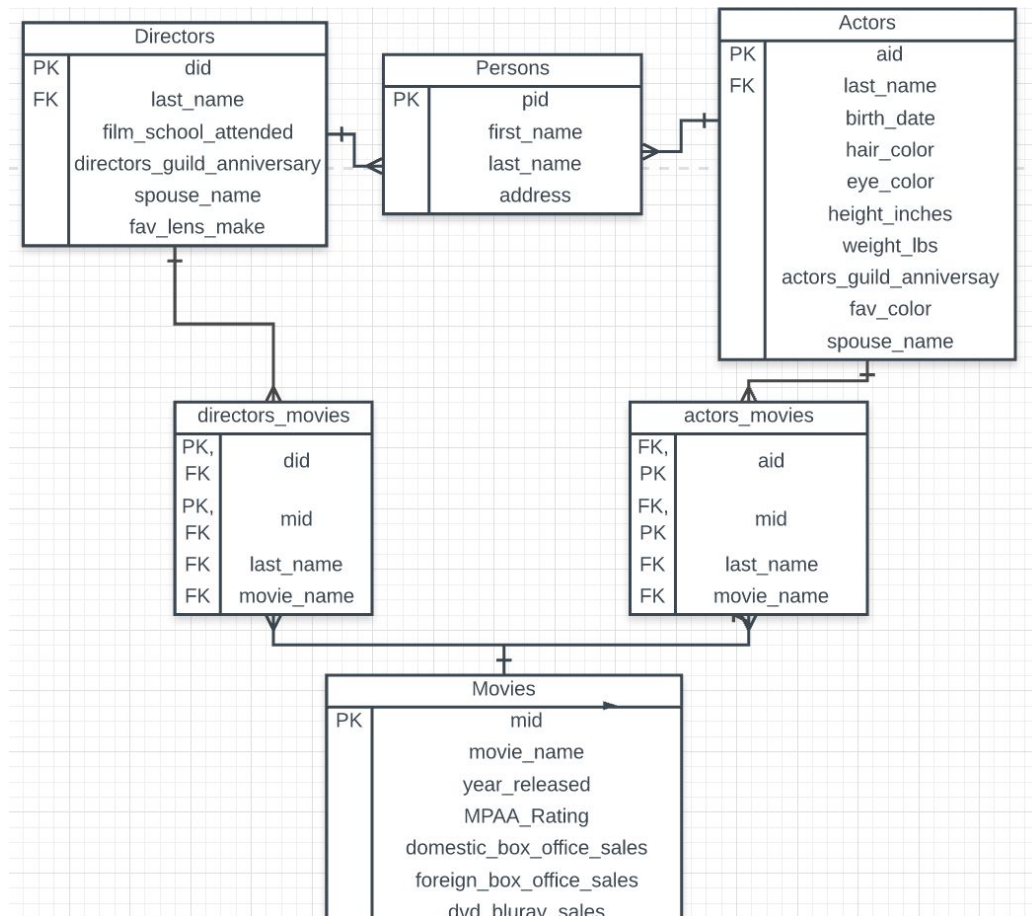 Directors
PK did
FK last_name
film_school_attended
directors_guild_anniversary
spouse_name
fav_lens_make
Persons
PK pid
first_name
last_name
address
Actors
PK aid
FK last_name
birth_date
hair_color
eye_color
height_inches
weight_lbs
actors_guild_anniversay
fav_color
spouse_name
directors_movies
PK,
FK did
PK,
FK mid
FK last_name
FK movie_name
actors_movies
FK,
PK aid
FK,
PK mid
FK last_name
FK movie_name
Movies
PK mid
movie_name
year_released
MPAA_Rating
domestic_box_office_sales
foreign_box_office_sales
dvd_bluray_sales